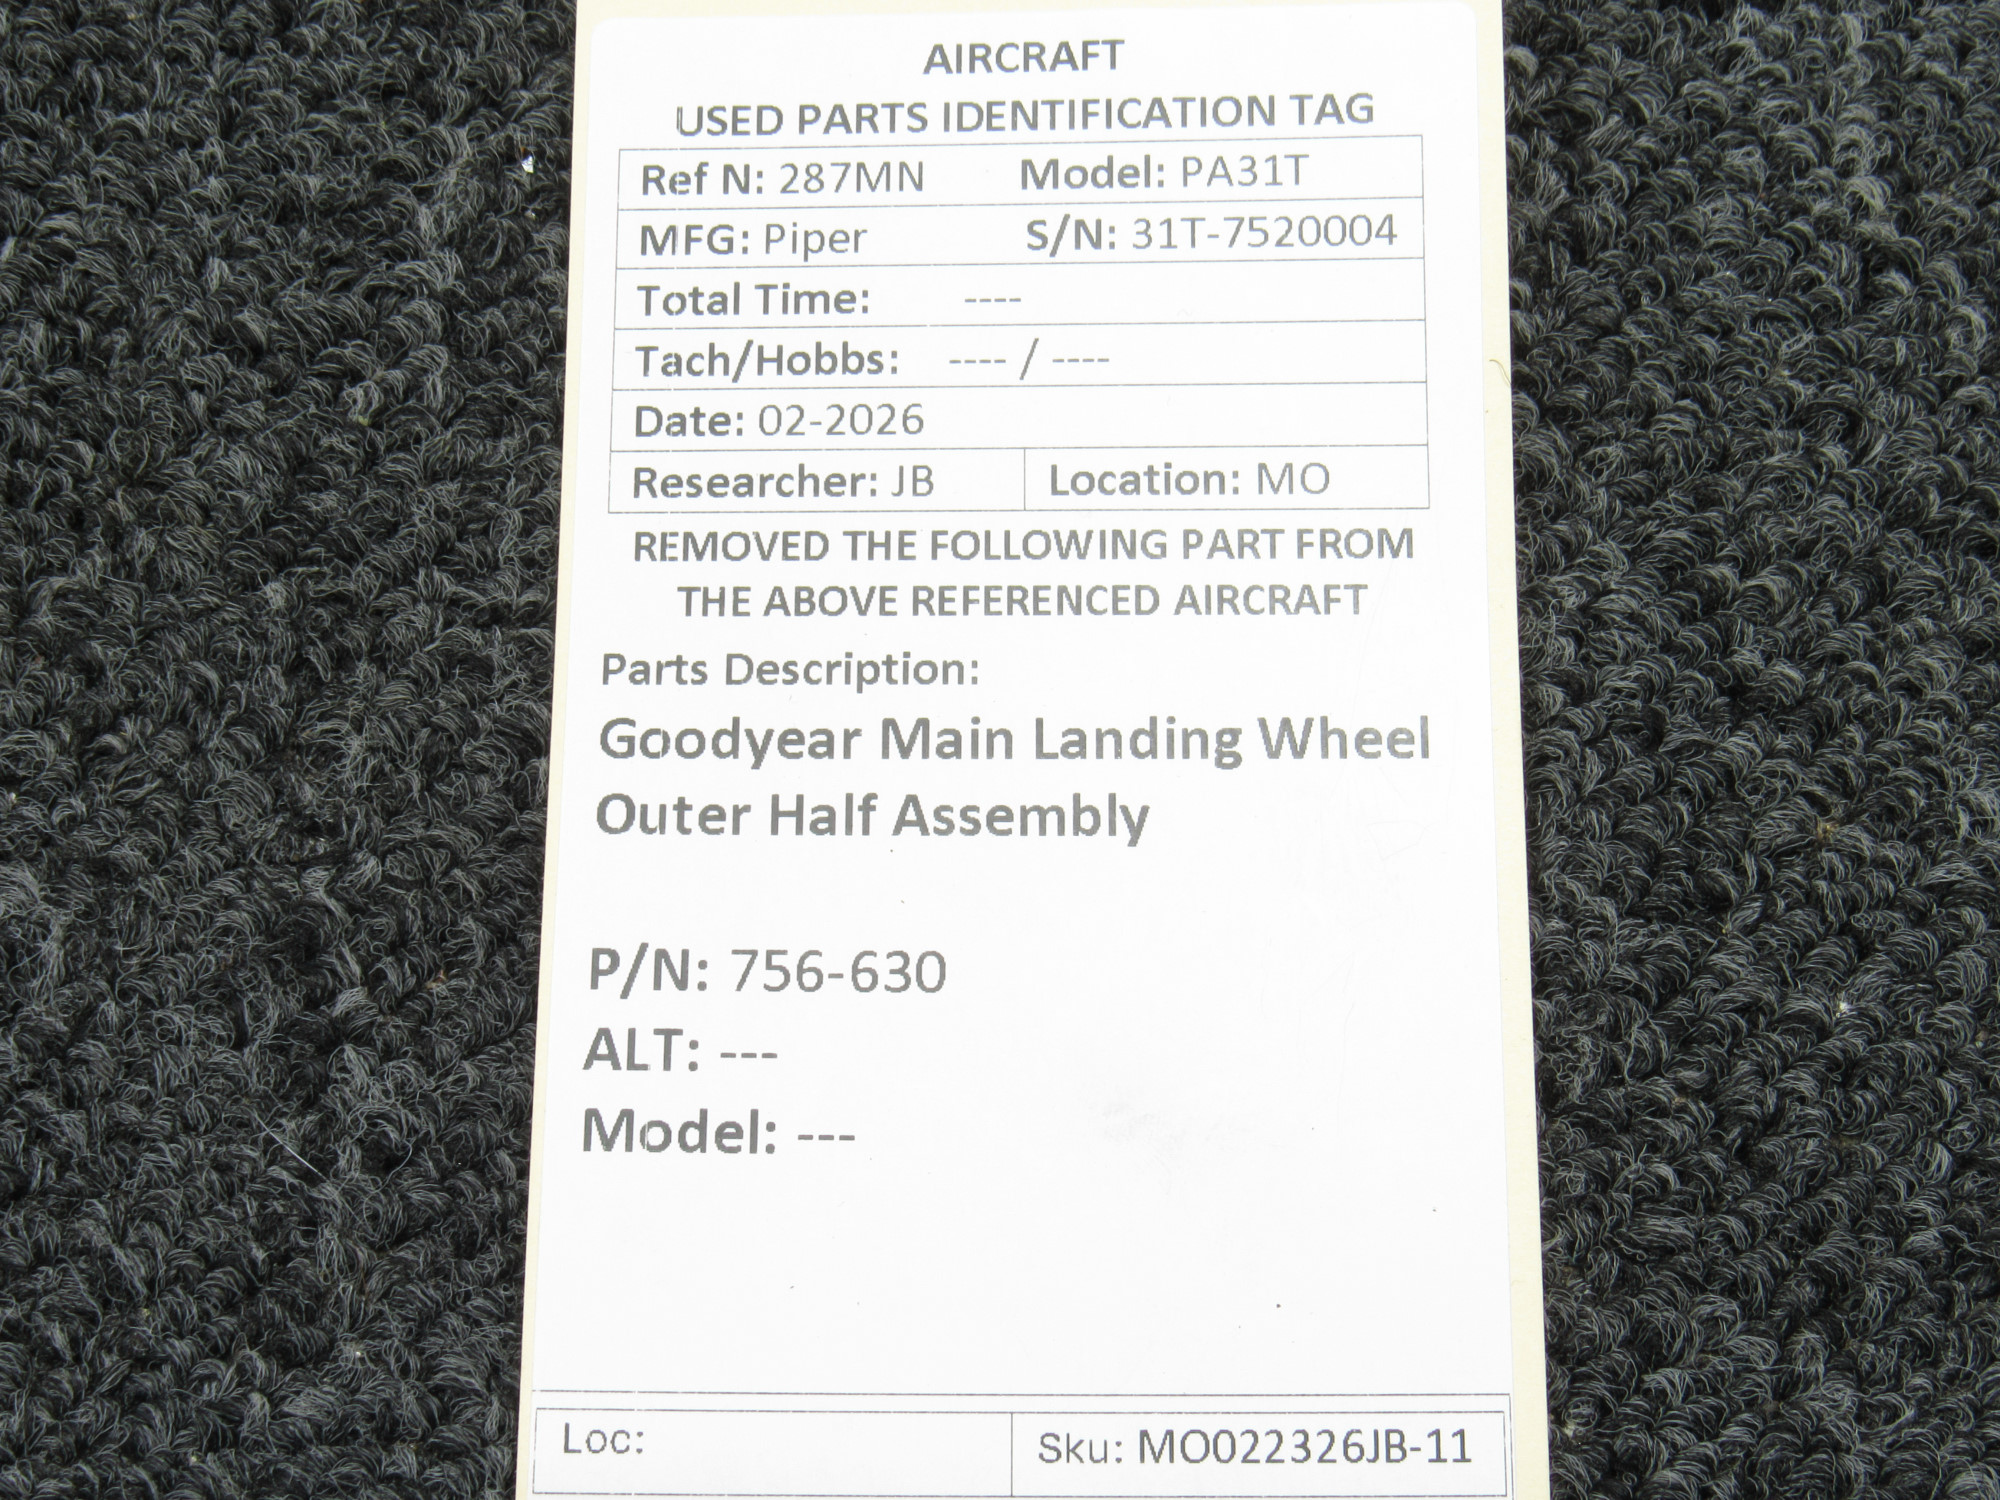 AIRCRAFT
USED PARTS IDENTIFICATION TAG
Ref N: 287MN Model: PA31T
MFG: Piper S/N: 31T-7520004
Total Time: ----
Tach/Hobbs: ---- / ----
Date: 02-2026
Researcher: JB Location: MO
REMOVED THE FOLLOWING PART FROM
THE ABOVE REFERENCED AIRCRAFT
Parts Description:
Goodyear Main Landing Wheel
Outer Half Assembly
P/N: 756-630
ALT: ---
Model: ---
Loc: Sku: MO022326JB-11